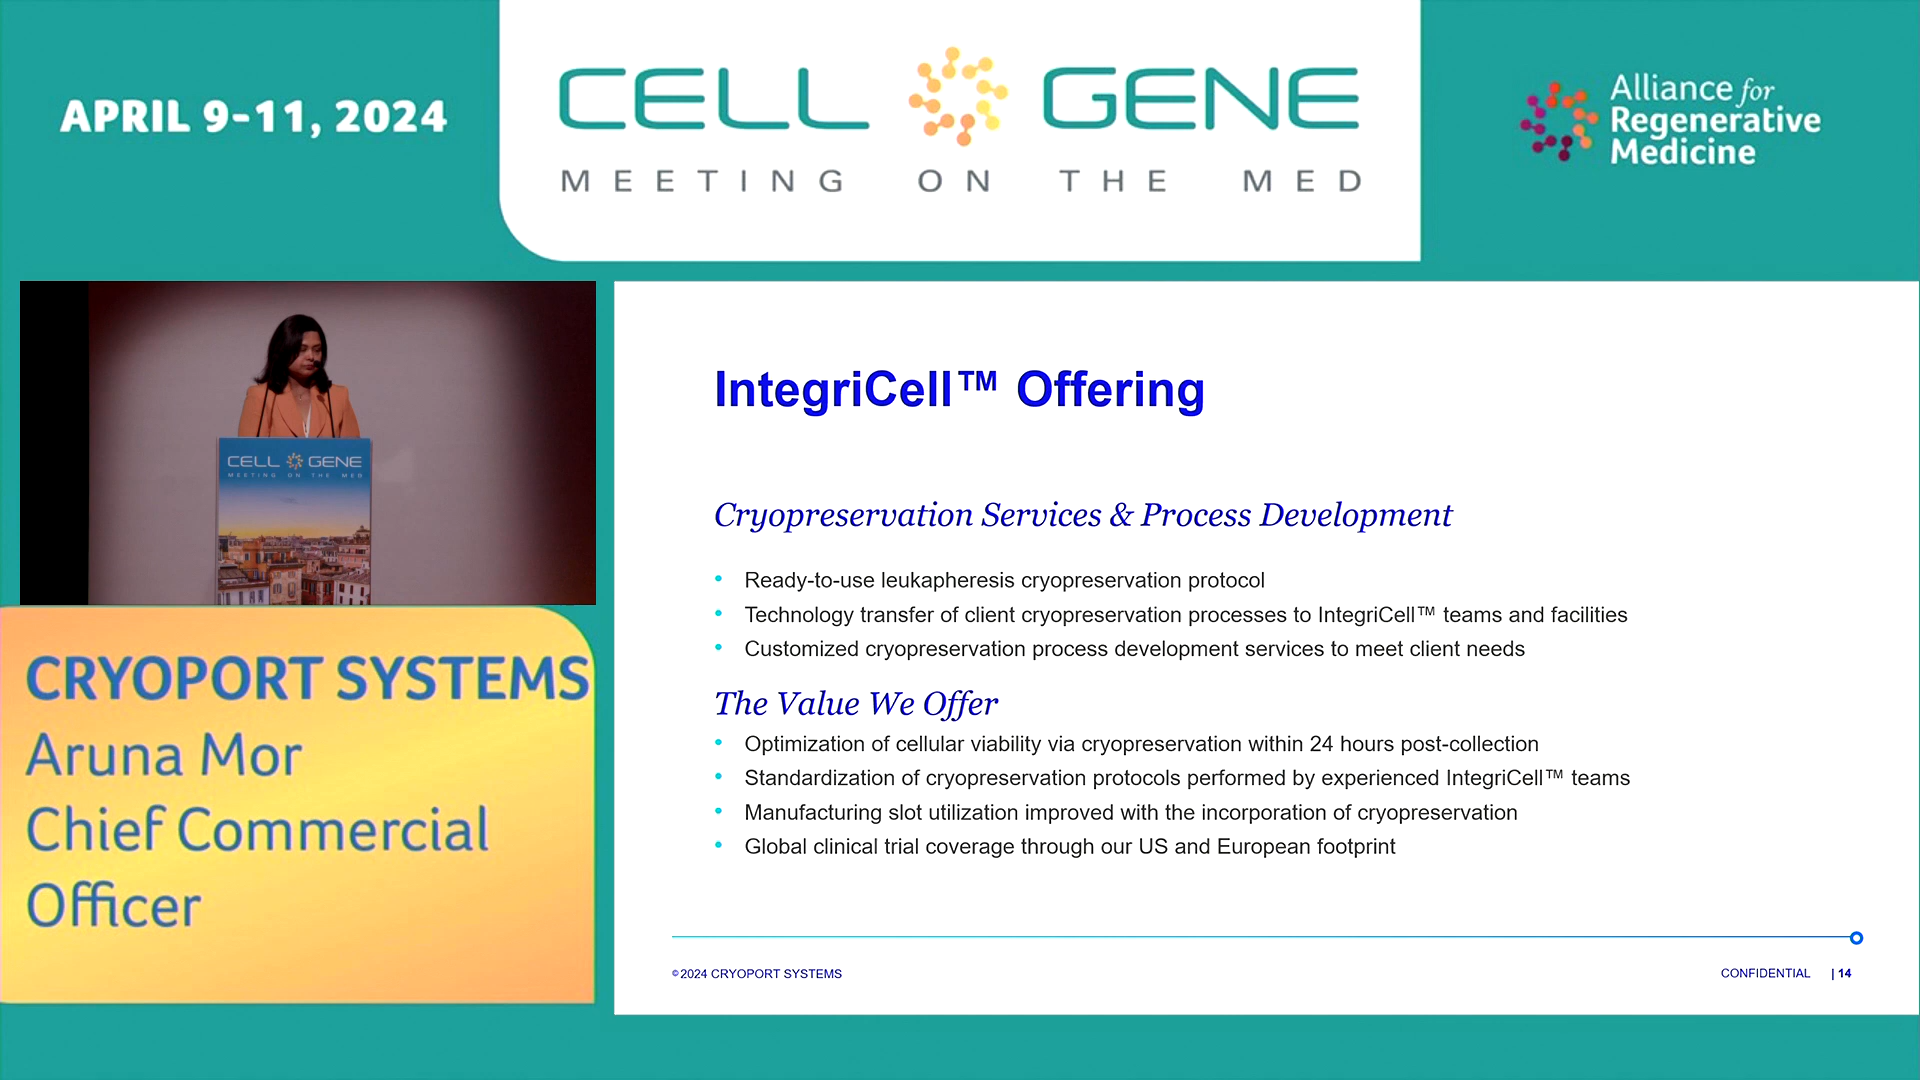 APRIL 9-11, 2024
CELL GENE
MEETING ON THE MED
Alliance for
Regenerative
Medicine
CELL GENE
MEETING ON THE MED
CRYOPORT SYSTEMS
Aruna Mor
Chief Commercial
Officer
IntegriCell™ Offering
Cryopreservation Services & Process Development
• Ready-to-use leukapheresis cryopreservation protocol
• Technology transfer of client cryopreservation processes to IntegriCell™ teams and facilities
• Customized cryopreservation process development services to meet client needs
The Value We Offer
• Optimization of cellular viability via cryopreservation within 24 hours post-collection
• Standardization of cryopreservation protocols performed by experienced IntegriCell™ teams
• Manufacturing slot utilization improved with the incorporation of cryopreservation
• Global clinical trial coverage through our US and European footprint
© 2024 CRYOPORT SYSTEMS
CONFIDENTIAL | 14